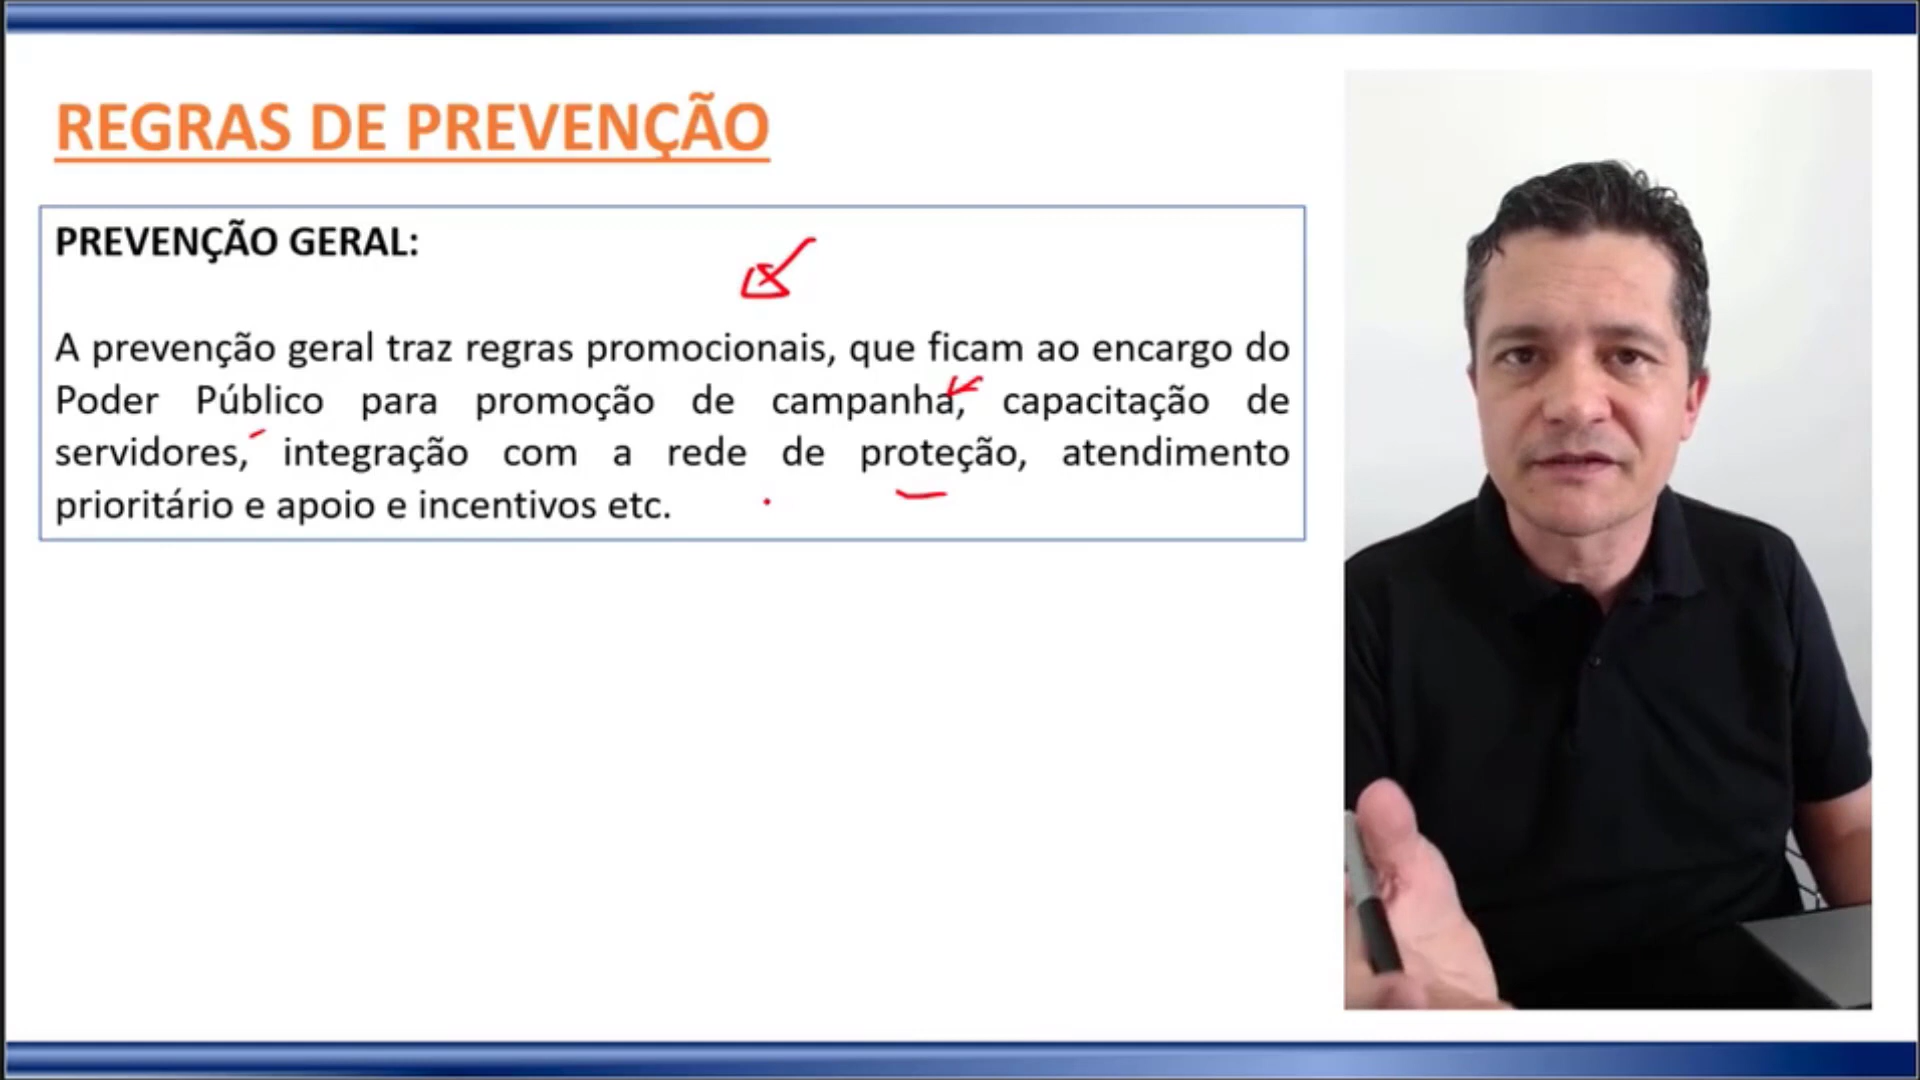 REGRAS DE PREVENÇÃO
PREVENÇÃO GERAL:
A prevenção geral traz regras promocionais, que ficam ao encargo do
Poder Público para promoção de campanha, capacitação de
servidores, integração com a rede de proteção, atendimento
prioritário e apoio e incentivos etc.